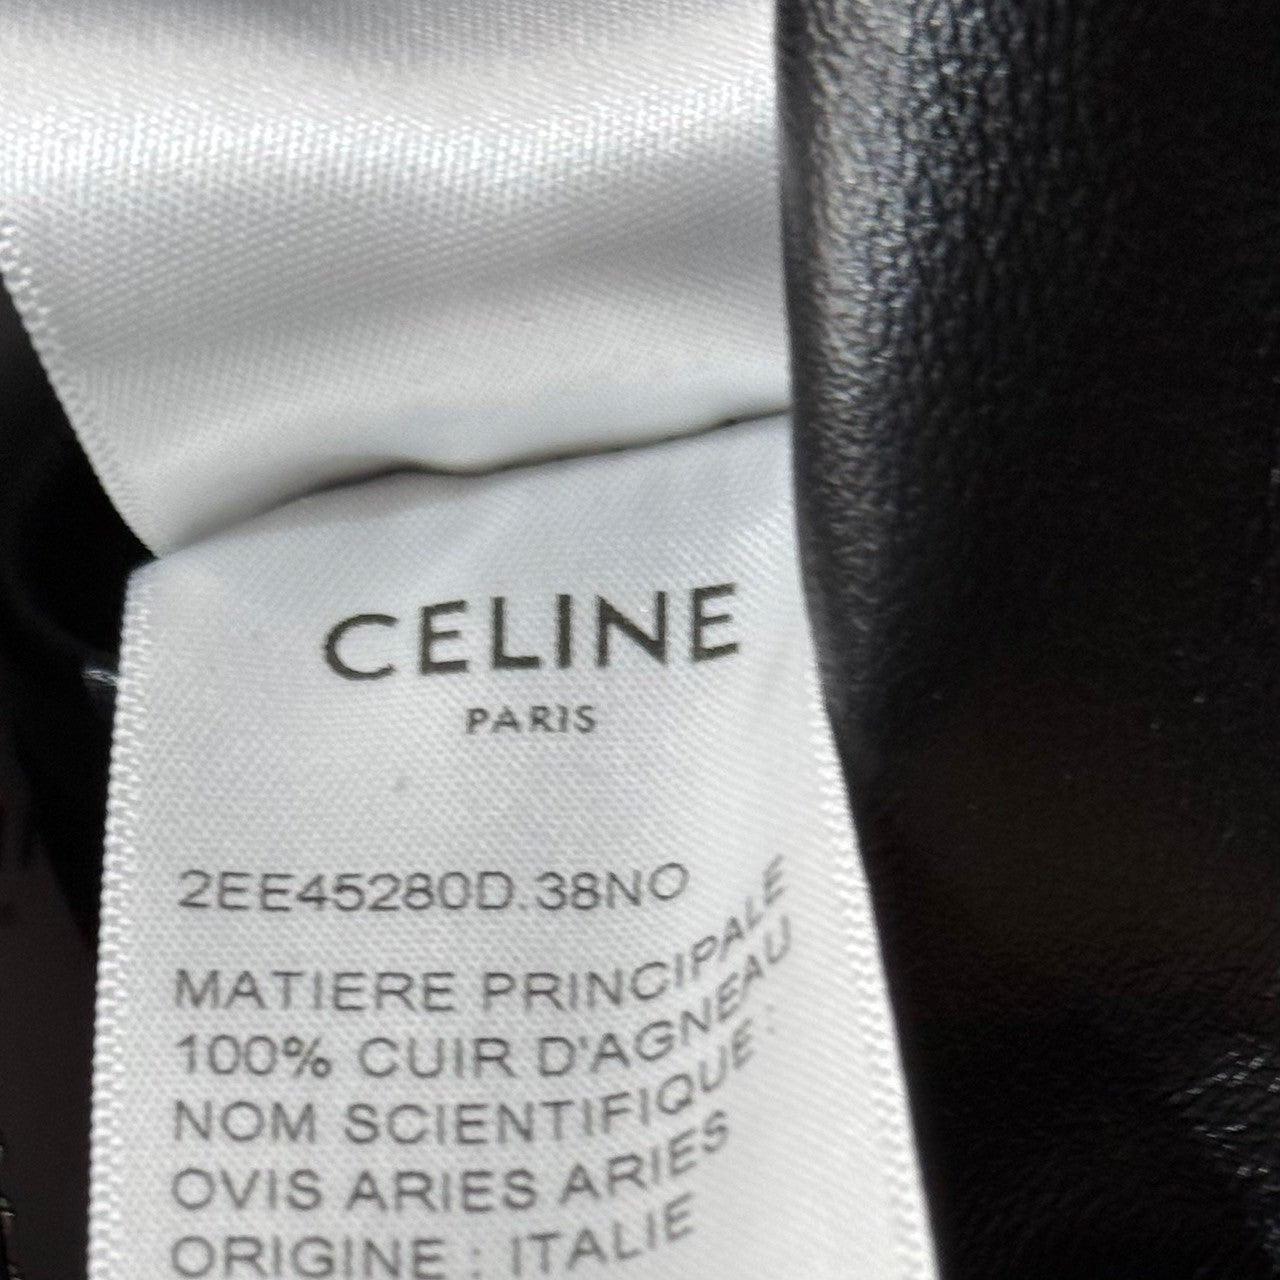 CELINE
PARIS
2EE45280D.38NO
MATIERE PRINCIPALE
100% CUIR D'AGNEAU
NOM SCIENTIFIQUE :
OVIS ARIES ARIES
ORIGINE : ITALIE